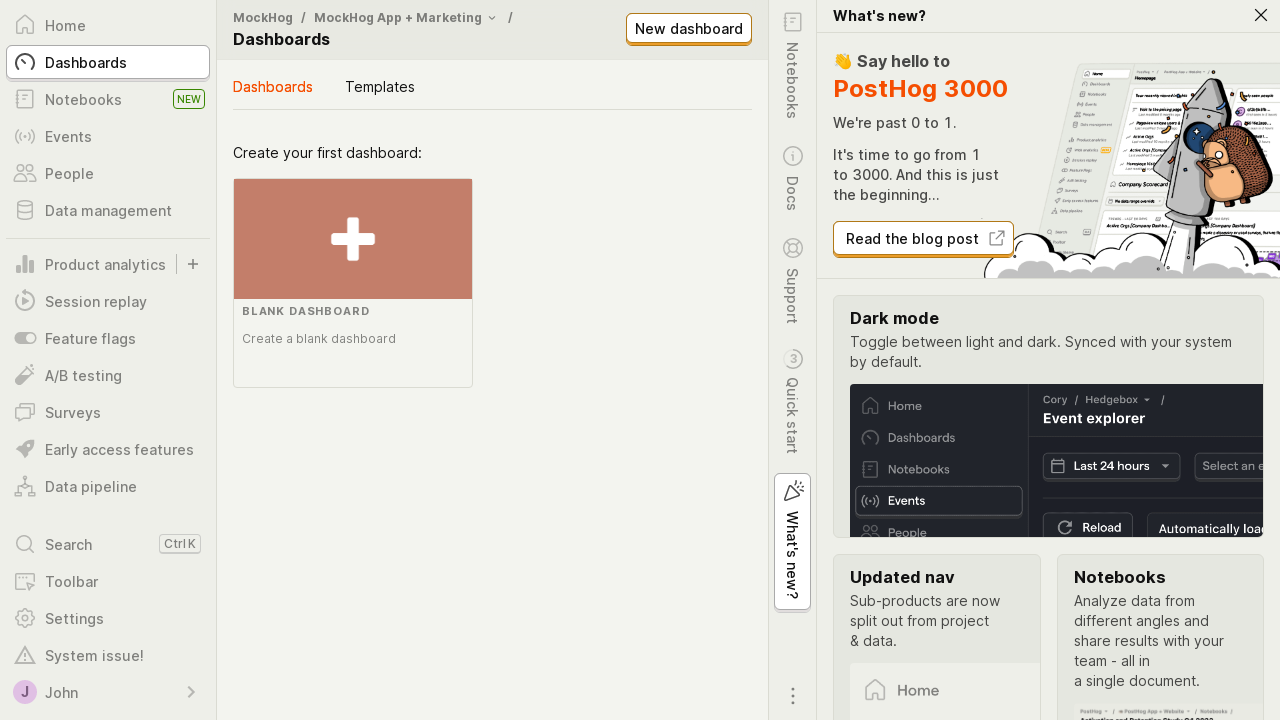 Home
Dashboards
Notebooks NEW
Events
People
Data management
Product analytics
Session replay
Feature flags
A/B testing
Surveys
Early access features
Data pipeline
Search Ctrl K
Toolbar
Settings
System issue!
J John
MockHog / MockHog App + Marketing /
Dashboards
New dashboard
Dashboards Templates
Create your first dashboard:
BLANK DASHBOARD
Create a blank dashboard
Notebooks
Docs
Support
3 Quick start
What's new?
What's new?
👋 Say hello to
PostHog 3000
We're past 0 to 1.
It's time to go from 1
to 3000. And this is just
the beginning...
Read the blog post
Dark mode
Toggle between light and dark. Synced with your system
by default.
Home
Dashboards
Notebooks
Events
People
Cory / Hedgebox /
Event explorer
Last 24 hours
Select an e
Reload
Automatically load
Updated nav
Sub-products are now
split out from project
& data.
Home
Notebooks
Analyze data from
different angles and
share results with your
team - all in
a single document.